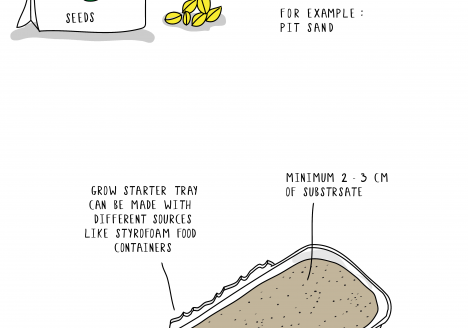 SEEDS
FOR EXAMPLE :
PIT SAND
MINIMUM 2 - 3 CM
OF SUBSTRSATE
GROW STARTER TRAY
CAN BE MADE WITH
DIFFERENT SOURCES
LIKE STYROFOAM FOOD
CONTAINERS